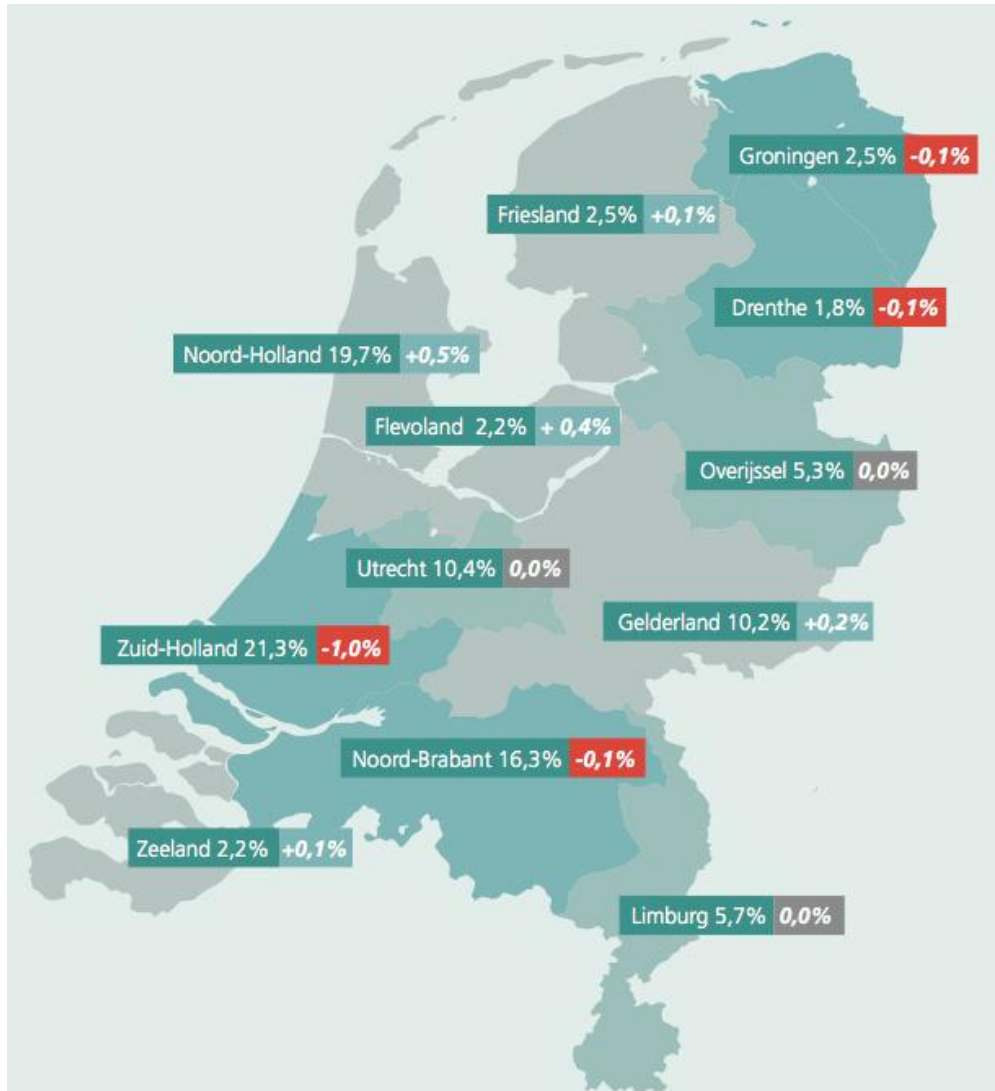 Groningen 2,5% -0,1%
Friesland 2,5% +0,1%
Drenthe 1,8% -0,1%
Noord-Holland 19,7% +0,5%
Flevoland 2,2% + 0,4%
Overijssel 5,3% 0,0%
Utrecht 10,4% 0,0%
Gelderland 10,2% +0,2%
Zuid-Holland 21,3% -1,0%
Noord-Brabant 16,3% -0,1%
Zeeland 2,2% +0,1%
Limburg 5,7% 0,0%